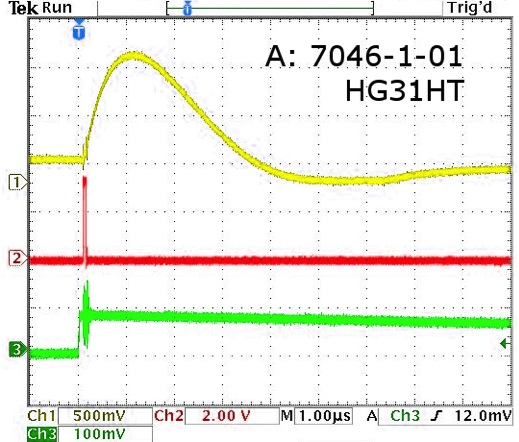 Tek Run Trig'd
T
T
A: 7046-1-01
HG31HT
1
2
3
Ch1 500mV Ch2 2.00 V M 1.00µs A Ch3 ƒ 12.0mV
Ch3 100mV